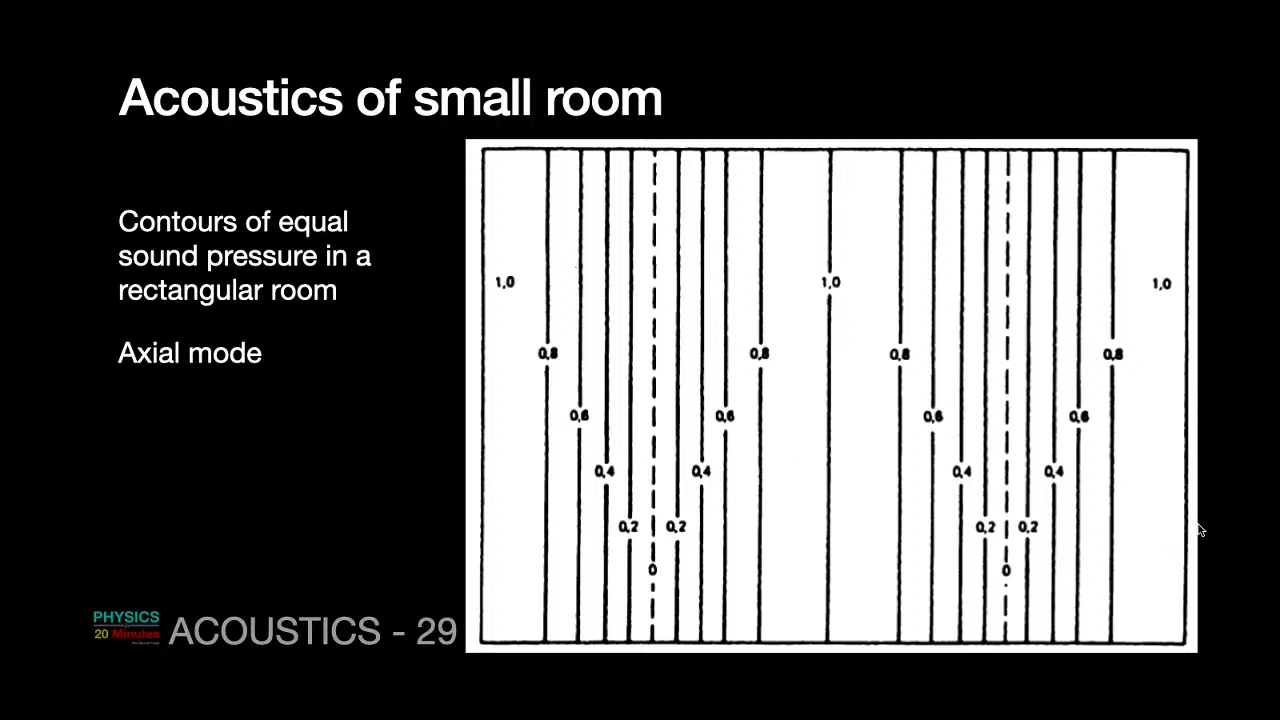 Acoustics of small room
Contours of equal
sound pressure in a
rectangular room
Axial mode
1,0 1,0 1,0
0,8 0,8 0,8 0,8
0,6 0,6 0,6 0,6
0,4 0,4 0,4 0,4
0,2 0,2 0,2 0,2
0 0
PHYSICS
20 Minutes
ACOUSTICS - 29